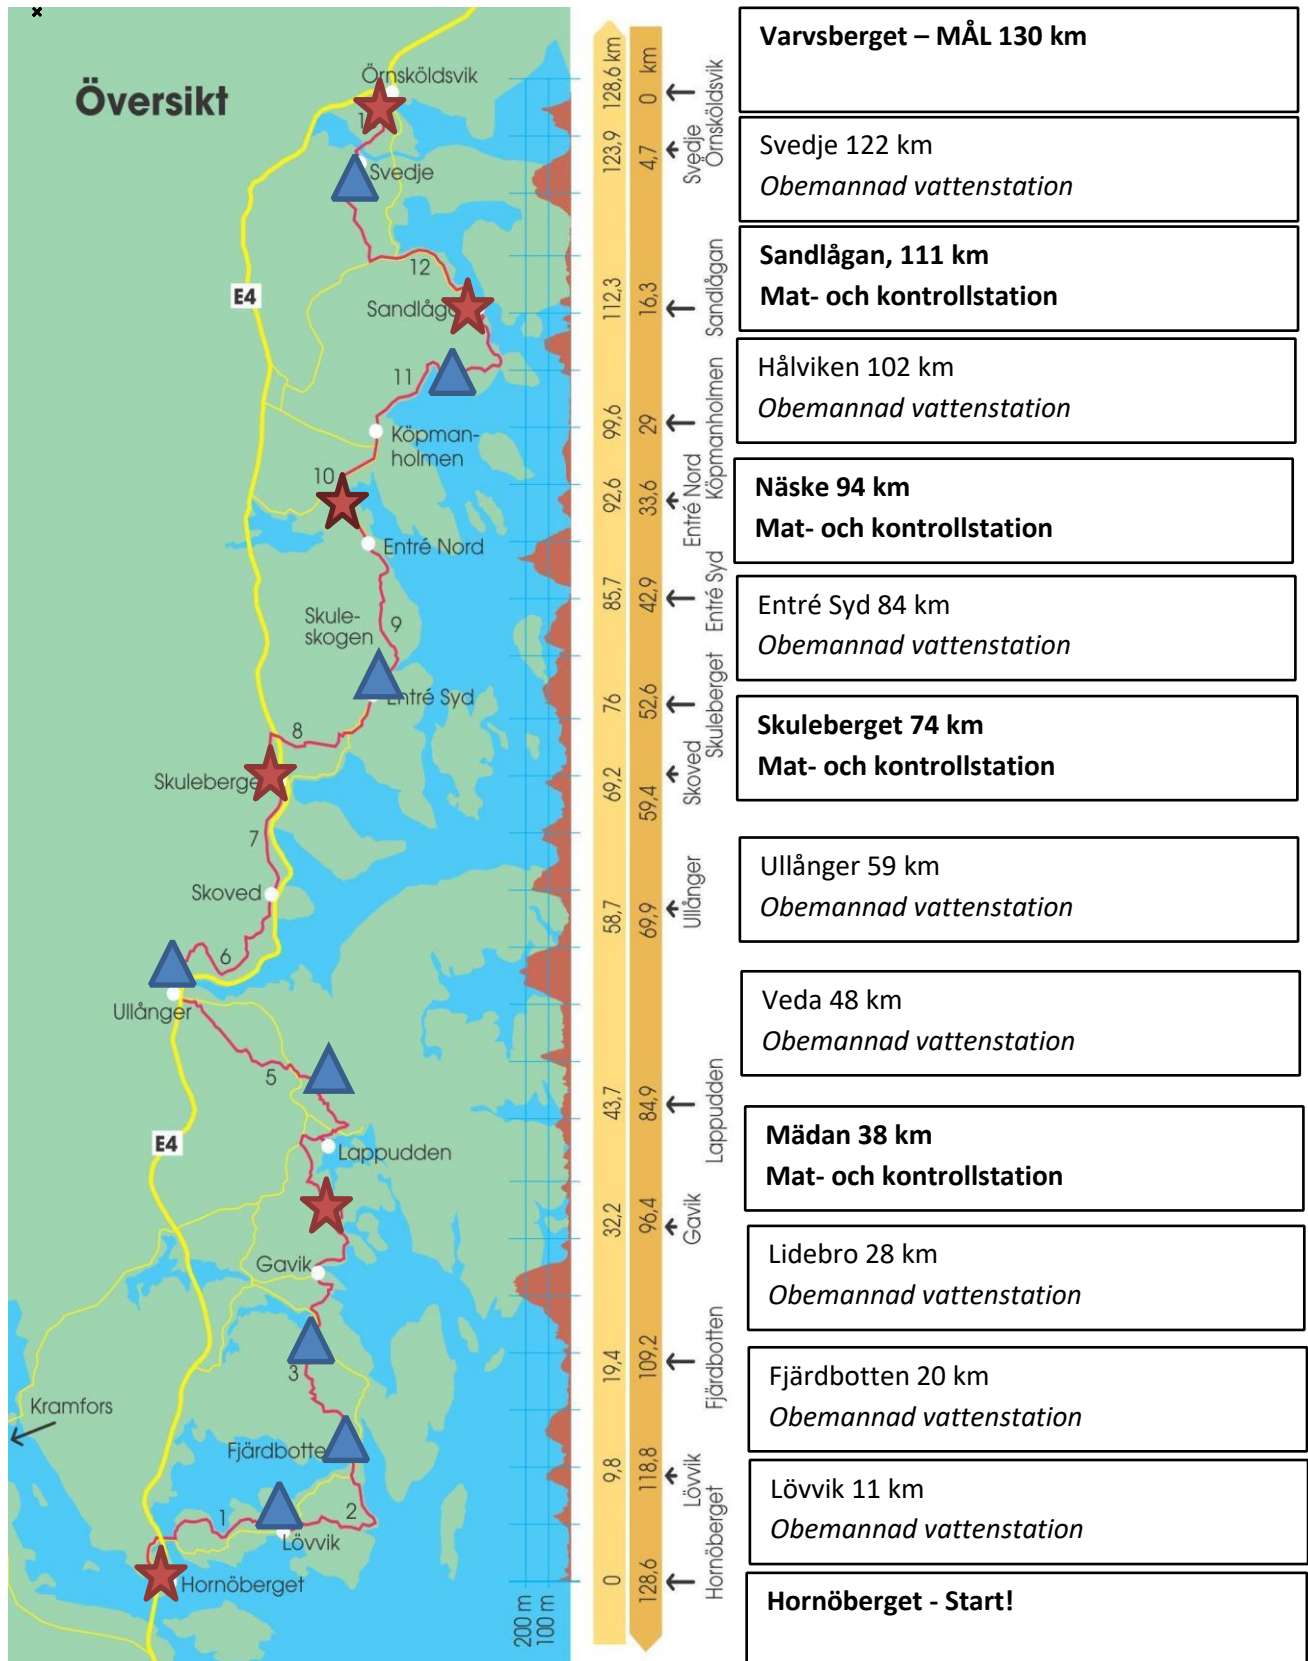 Översikt
Örnsköldsvik
1
Svedje
12
E4
Sandlåga
11
Köpman-
holmen
10
Entré Nord
Skule-
skogen
9
Entré Syd
8
Skuleberge
7
Skoved
6
Ullånger
5
E4
Lappudden
Gavik
3
Kramfors
Fjärdbotte
1
2
Lövvik
Hornöberget
200 m
100 m
128,6 km
123,9
112,3
99,6
92,6
85,7
76
69,2
58,7
43,7
32,2
19,4
9,8
0
km
0
4,7
16,3
29
33,6
42,9
52,6
59,4
69,9
84,9
96,4
109,2
118,8
128,6
Örnsköldsvik
Svedje
Sandlågan
Köpmanholmen
Entré Nord
Entré Syd
Skuleberget
Skoved
Ullånger
Lappudden
Gavik
Fjärdbotten
Lövvik
Hornöberget
Varvsberget – MÅL 130 km
Svedje 122 km
Obemannad vattenstation
Sandlågan, 111 km
Mat- och kontrollstation
Hålviken 102 km
Obemannad vattenstation
Näske 94 km
Mat- och kontrollstation
Entré Syd 84 km
Obemannad vattenstation
Skuleberget 74 km
Mat- och kontrollstation
Ullånger 59 km
Obemannad vattenstation
Veda 48 km
Obemannad vattenstation
Mädan 38 km
Mat- och kontrollstation
Lidebro 28 km
Obemannad vattenstation
Fjärdbotten 20 km
Obemannad vattenstation
Lövvik 11 km
Obemannad vattenstation
Hornöberget - Start!